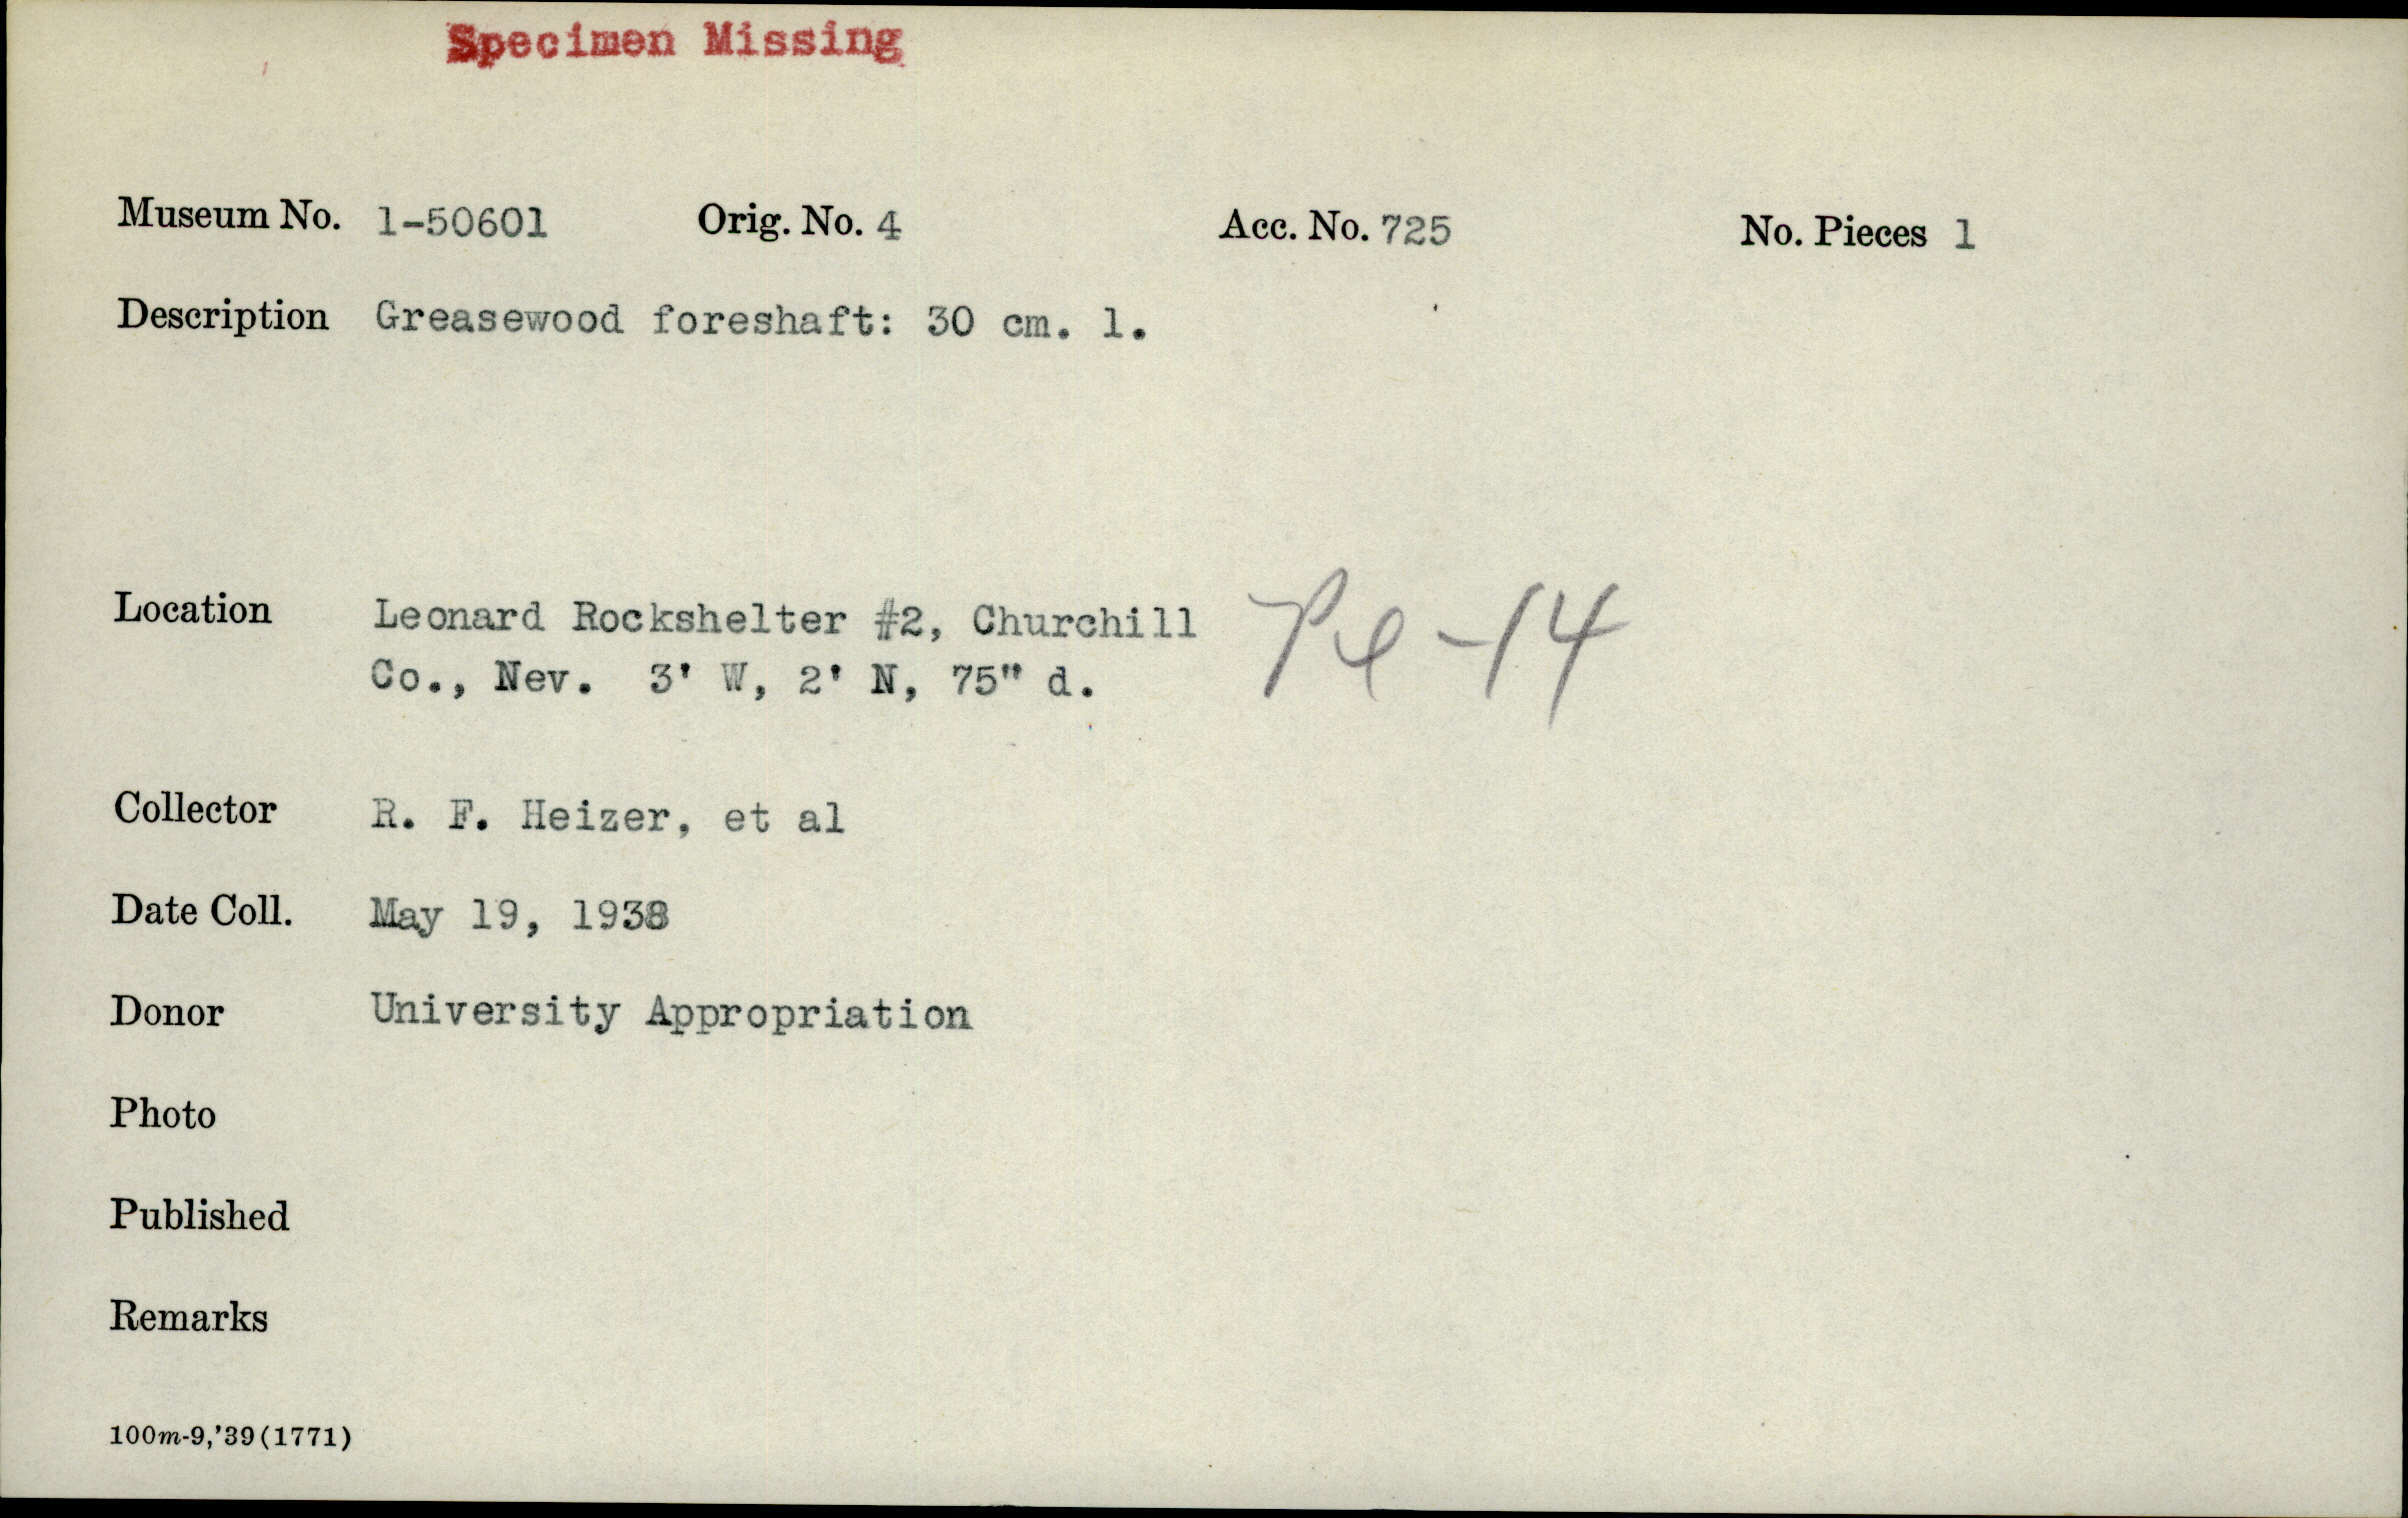 Specimen Missing
Museum No. 1-50601 Orig. No. 4 Acc. No. 725 No. Pieces 1
Description Greasewood foreshaft: 30 cm. l.
Location Leonard Rockshelter #2, Churchill
Co., Nev. 3' W, 2' N, 75" d.
Pe-14
Collector R. F. Heizer, et al
Date Coll. May 19, 1938
Donor University Appropriation
Photo
Published
Remarks
100m-9,'39(1771)